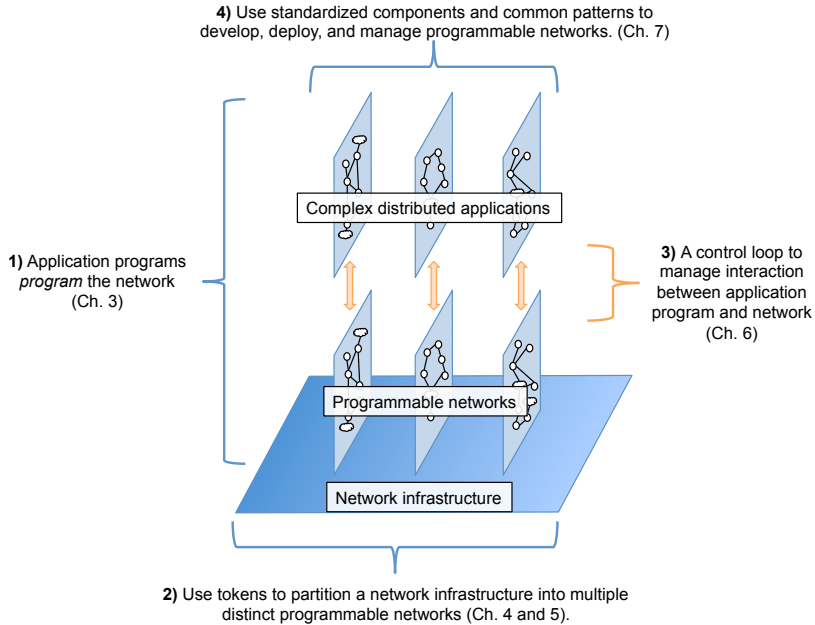 4) Use standardized components and common patterns to
develop, deploy, and manage programmable networks. (Ch. 7)
Complex distributed applications
1) Application programs
program the network
(Ch. 3)
3) A control loop to
manage interaction
between application
program and network
(Ch. 6)
Programmable networks
Network infrastructure
2) Use tokens to partition a network infrastructure into multiple
distinct programmable networks (Ch. 4 and 5).